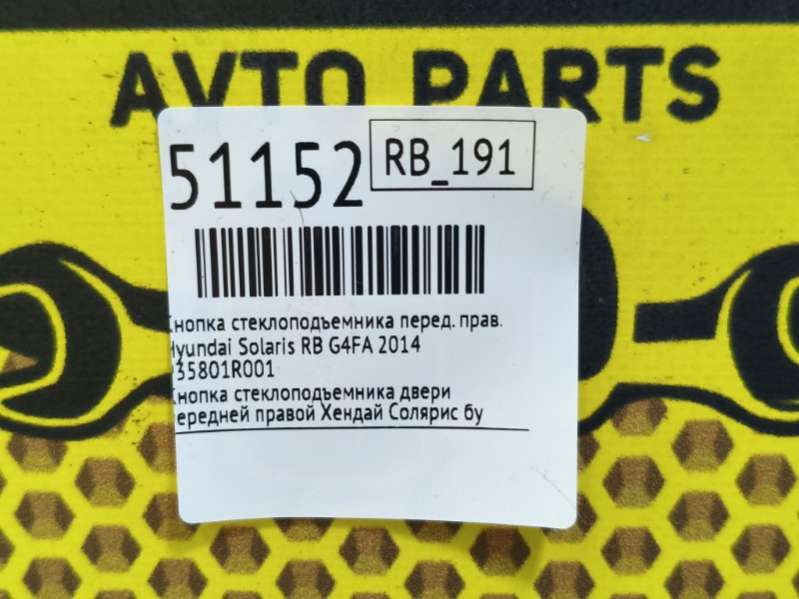 AVTO PARTS
51152
RB_191
Кнопка стеклоподъемника перед. прав.
Hyundai Solaris RB G4FA 2014
935801R001
Кнопка стеклоподъемника двери
передней правой Хендай Солярис бу